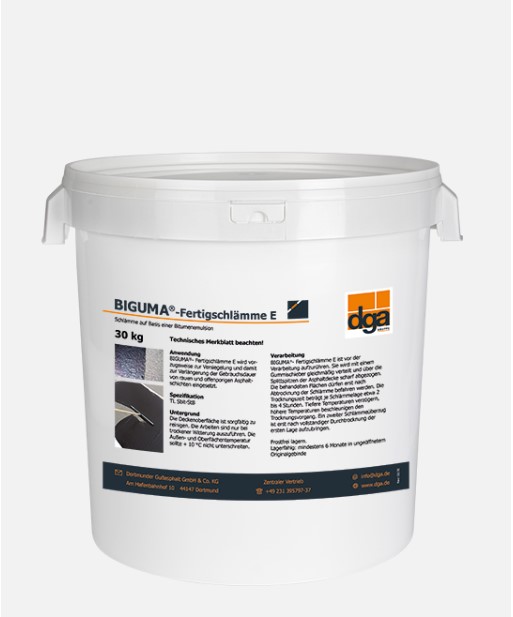 BIGUMA®-Fertigschlämme E
Schlämme auf Basis einer Bitumenemulsion
30 kg
Technisches Merkblatt beachten!
Anwendung
BIGUMA®- Fertigschlämme E wird vor-
zugsweise zur Versiegelung und damit
zur Verlängerung der Gebrauchsdauer
von rauen und offenporigen Asphalt-
schichten eingesetzt.
Spezifikation
TL Sbit-StB
Untergrund
Die Deckenoberfläche ist sorgfältig zu
reinigen. Die Arbeiten sind nur bei
trockener Witterung auszuführen. Die
Außen- und Oberflächentemperatur
sollte + 10 °C nicht unterschreiten.
dga
Verarbeitung
BIGUMA®- Fertigschlämme E ist vor der
Verarbeitung aufzurühren. Sie wird mit einem
Gummischieber gleichmäßig verteilt und über die
Splittspitzen der Asphaltdecke scharf abgezogen.
Die behandelten Flächen dürfen erst nach
Abtrocknung der Schlämme befahren werden. Die
Trocknungszeit beträgt je Schlämmelage etwa 2
bis 4 Stunden. Tiefere Temperaturen verzögern,
höhere Temperaturen beschleunigen den
Trocknungsvorgang. Ein zweiter Schlämmeüberzug
ist erst nach vollständiger Durchtrocknung der
ersten Lage aufzubringen.
Frostfrei lagern.
Lagerfähig: mindestens 6 Monate in ungeöffnetem
Originalgebinde
Dortmunder Gußasphalt GmbH & Co. KG
Am Hafenbahnhof 10 44147 Dortmund
Zentraler Vertrieb
+49 231 395797-37
info@dga.de
www.dga.de